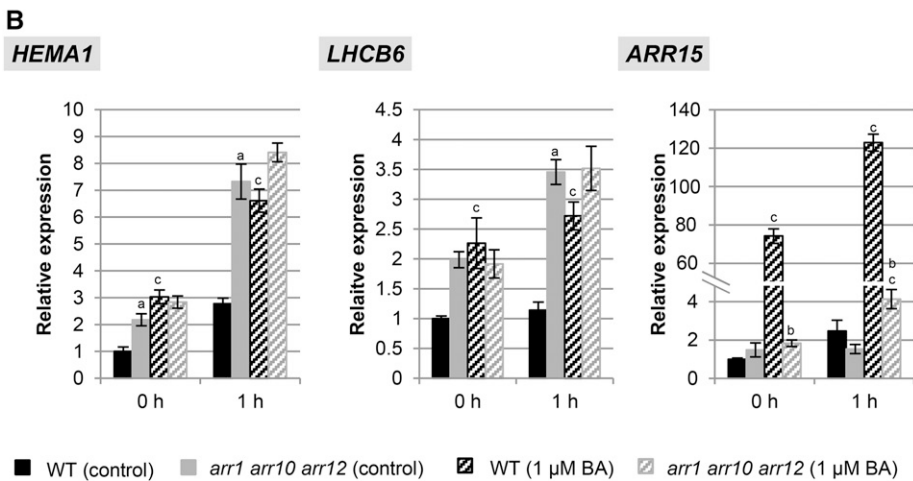 B
HEMA1 LHCB6 ARR15
Relative expression
10
9
8
7
6
5
4
3
2
1
0
a
c
a
c
0 h 1 h
Relaitve expression
4.5
4
3.5
3
2.5
2
1.5
1
0.5
0
c
a
c
0 h 1 h
Relative expression
140
120
100
80
60
4
2
0
c
b
c
b
c
0 h 1 h
WT (control) arr1 arr10 arr12 (control) WT (1 µM BA) arr1 arr10 arr12 (1 µM BA)